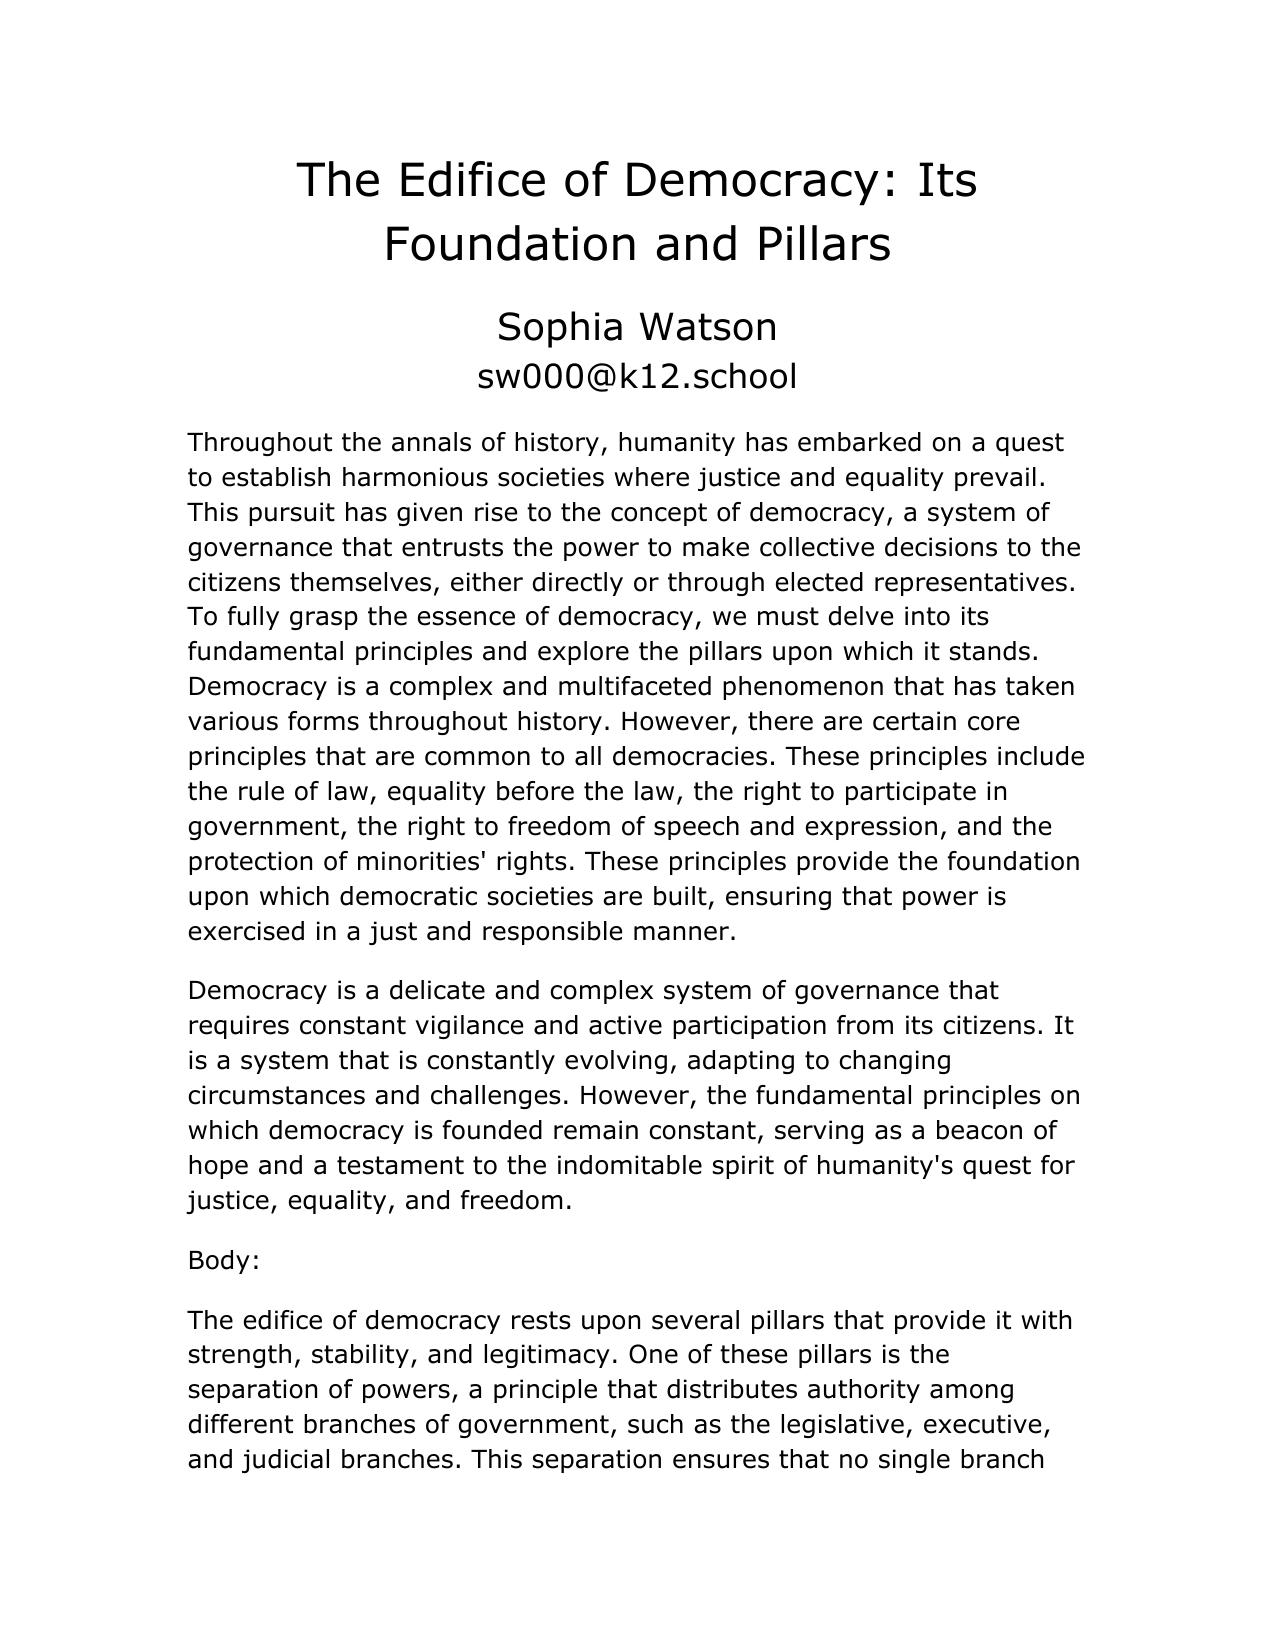 The Edifice of Democracy: Its
Foundation and Pillars
Sophia Watson
sw000@k12.school
Throughout the annals of history, humanity has embarked on a quest
to establish harmonious societies where justice and equality prevail.
This pursuit has given rise to the concept of democracy, a system of
governance that entrusts the power to make collective decisions to the
citizens themselves, either directly or through elected representatives.
To fully grasp the essence of democracy, we must delve into its
fundamental principles and explore the pillars upon which it stands.
Democracy is a complex and multifaceted phenomenon that has taken
various forms throughout history. However, there are certain core
principles that are common to all democracies. These principles include
the rule of law, equality before the law, the right to participate in
government, the right to freedom of speech and expression, and the
protection of minorities' rights. These principles provide the foundation
upon which democratic societies are built, ensuring that power is
exercised in a just and responsible manner.
Democracy is a delicate and complex system of governance that
requires constant vigilance and active participation from its citizens. It
is a system that is constantly evolving, adapting to changing
circumstances and challenges. However, the fundamental principles on
which democracy is founded remain constant, serving as a beacon of
hope and a testament to the indomitable spirit of humanity's quest for
justice, equality, and freedom.
Body:
The edifice of democracy rests upon several pillars that provide it with
strength, stability, and legitimacy. One of these pillars is the
separation of powers, a principle that distributes authority among
different branches of government, such as the legislative, executive,
and judicial branches. This separation ensures that no single branch